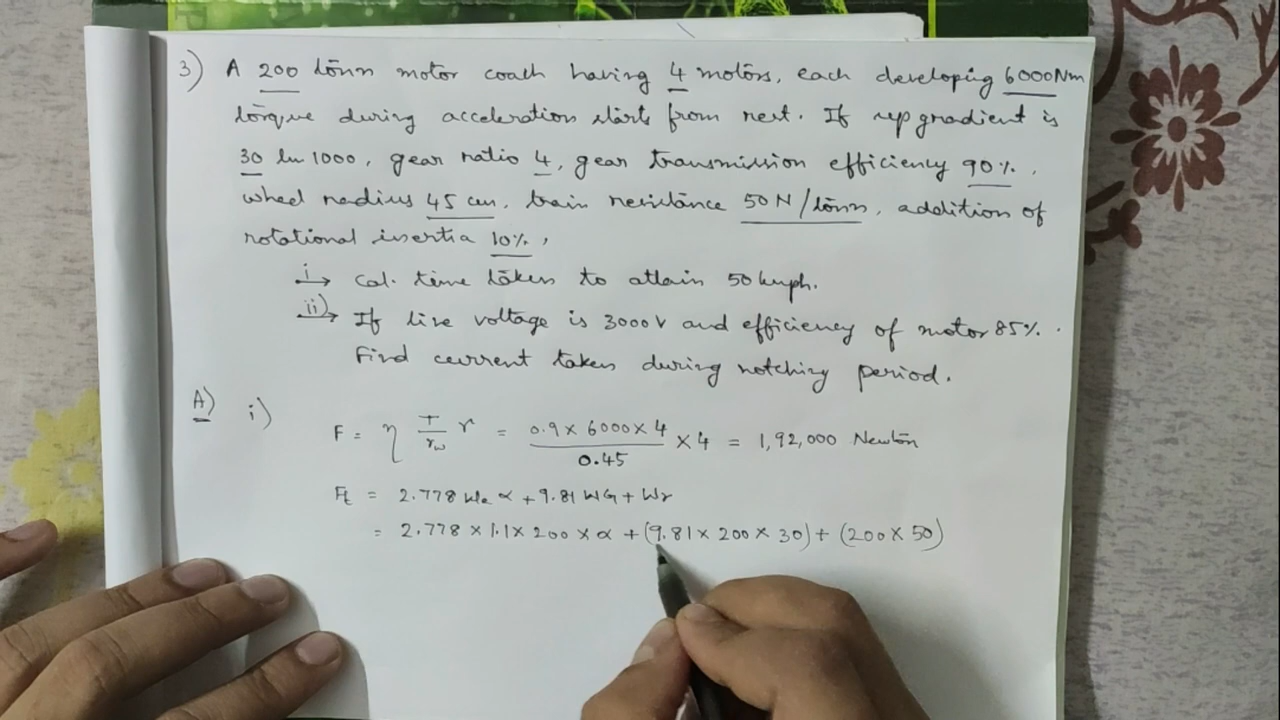 3) A 200 tonn motor coach having 4 motors, each developing 6000Nm
torque during acceleration starts from rest. If up gradient is
30 in 1000, gear ratio 4, gear transmission efficiency 90%,
wheel radius 45 cm, train resistance 50 N/tonn, addition of
rotational inertia 10%,
i → Cal. time taken to attain 50 kmph.
ii) → If live voltage is 3000V and efficiency of motor 85%.
Find current taken during notching period.
A) i)
F = η T/r_w r = 0.9 × 6000 × 4 / 0.45 × 4 = 1,92,000 Newton
Ft = 2.778 We α + 9.81 WG + Wr
= 2.778 × 1.1 × 200 × α + (9.81 × 200 × 30) + (200 × 50)